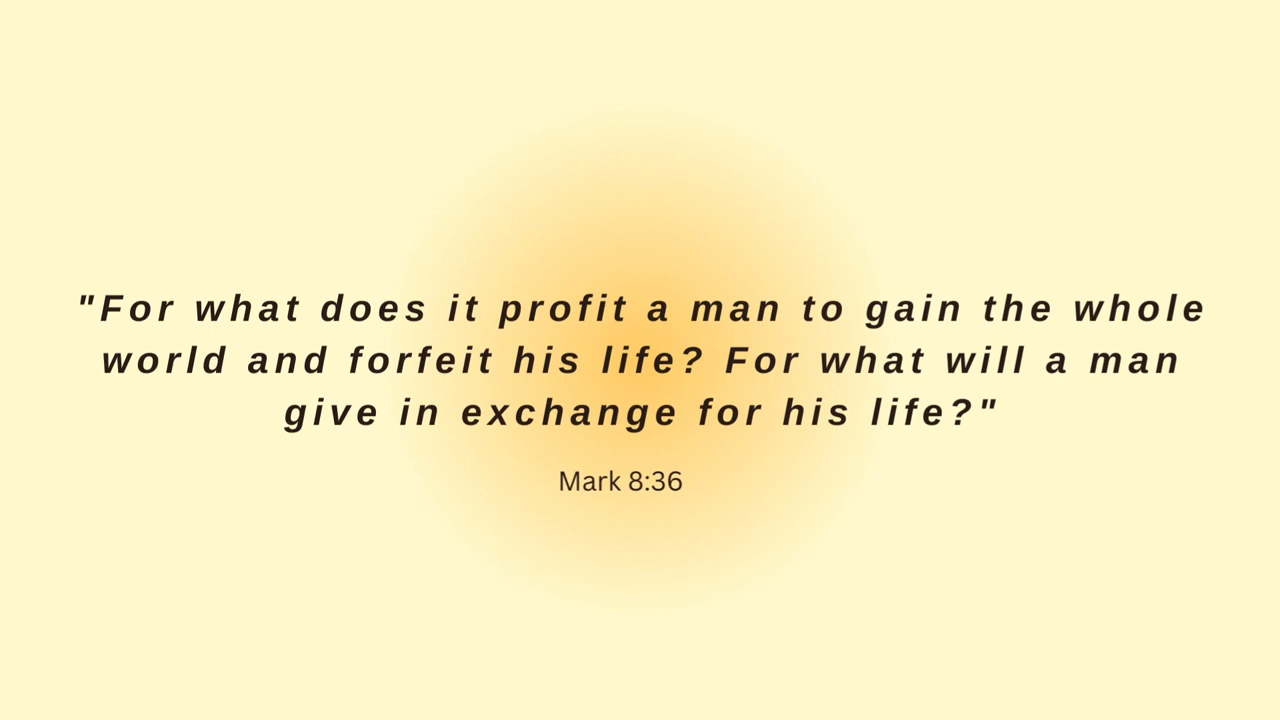 "For what does it profit a man to gain the whole
world and forfeit his life? For what will a man
give in exchange for his life?"
Mark 8:36